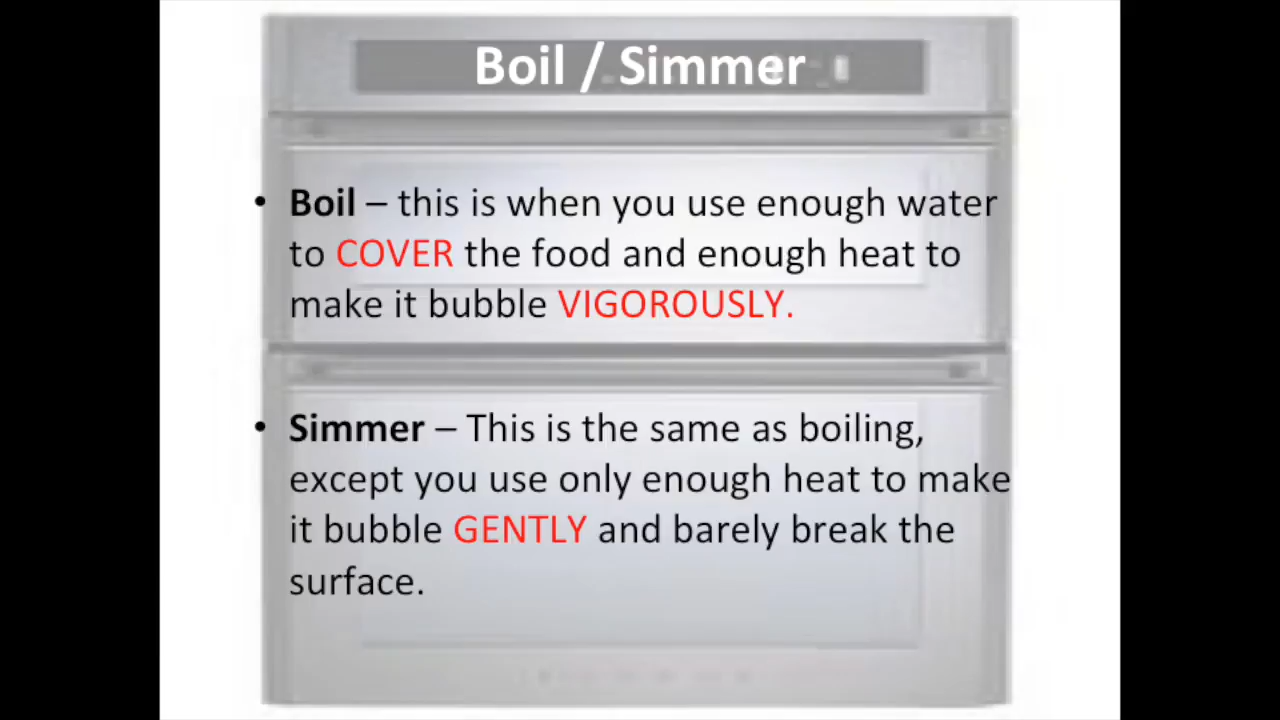 Boil / Simmer
• Boil – this is when you use enough water
to COVER the food and enough heat to
make it bubble VIGOROUSLY.
• Simmer – This is the same as boiling,
except you use only enough heat to make
it bubble GENTLY and barely break the
surface.